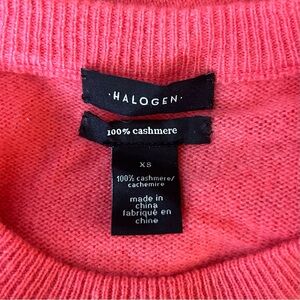 ·HALOGEN·
100% cashmere
XS
100% cashmere/
cachemire
made in
china
fabriqué en
chine